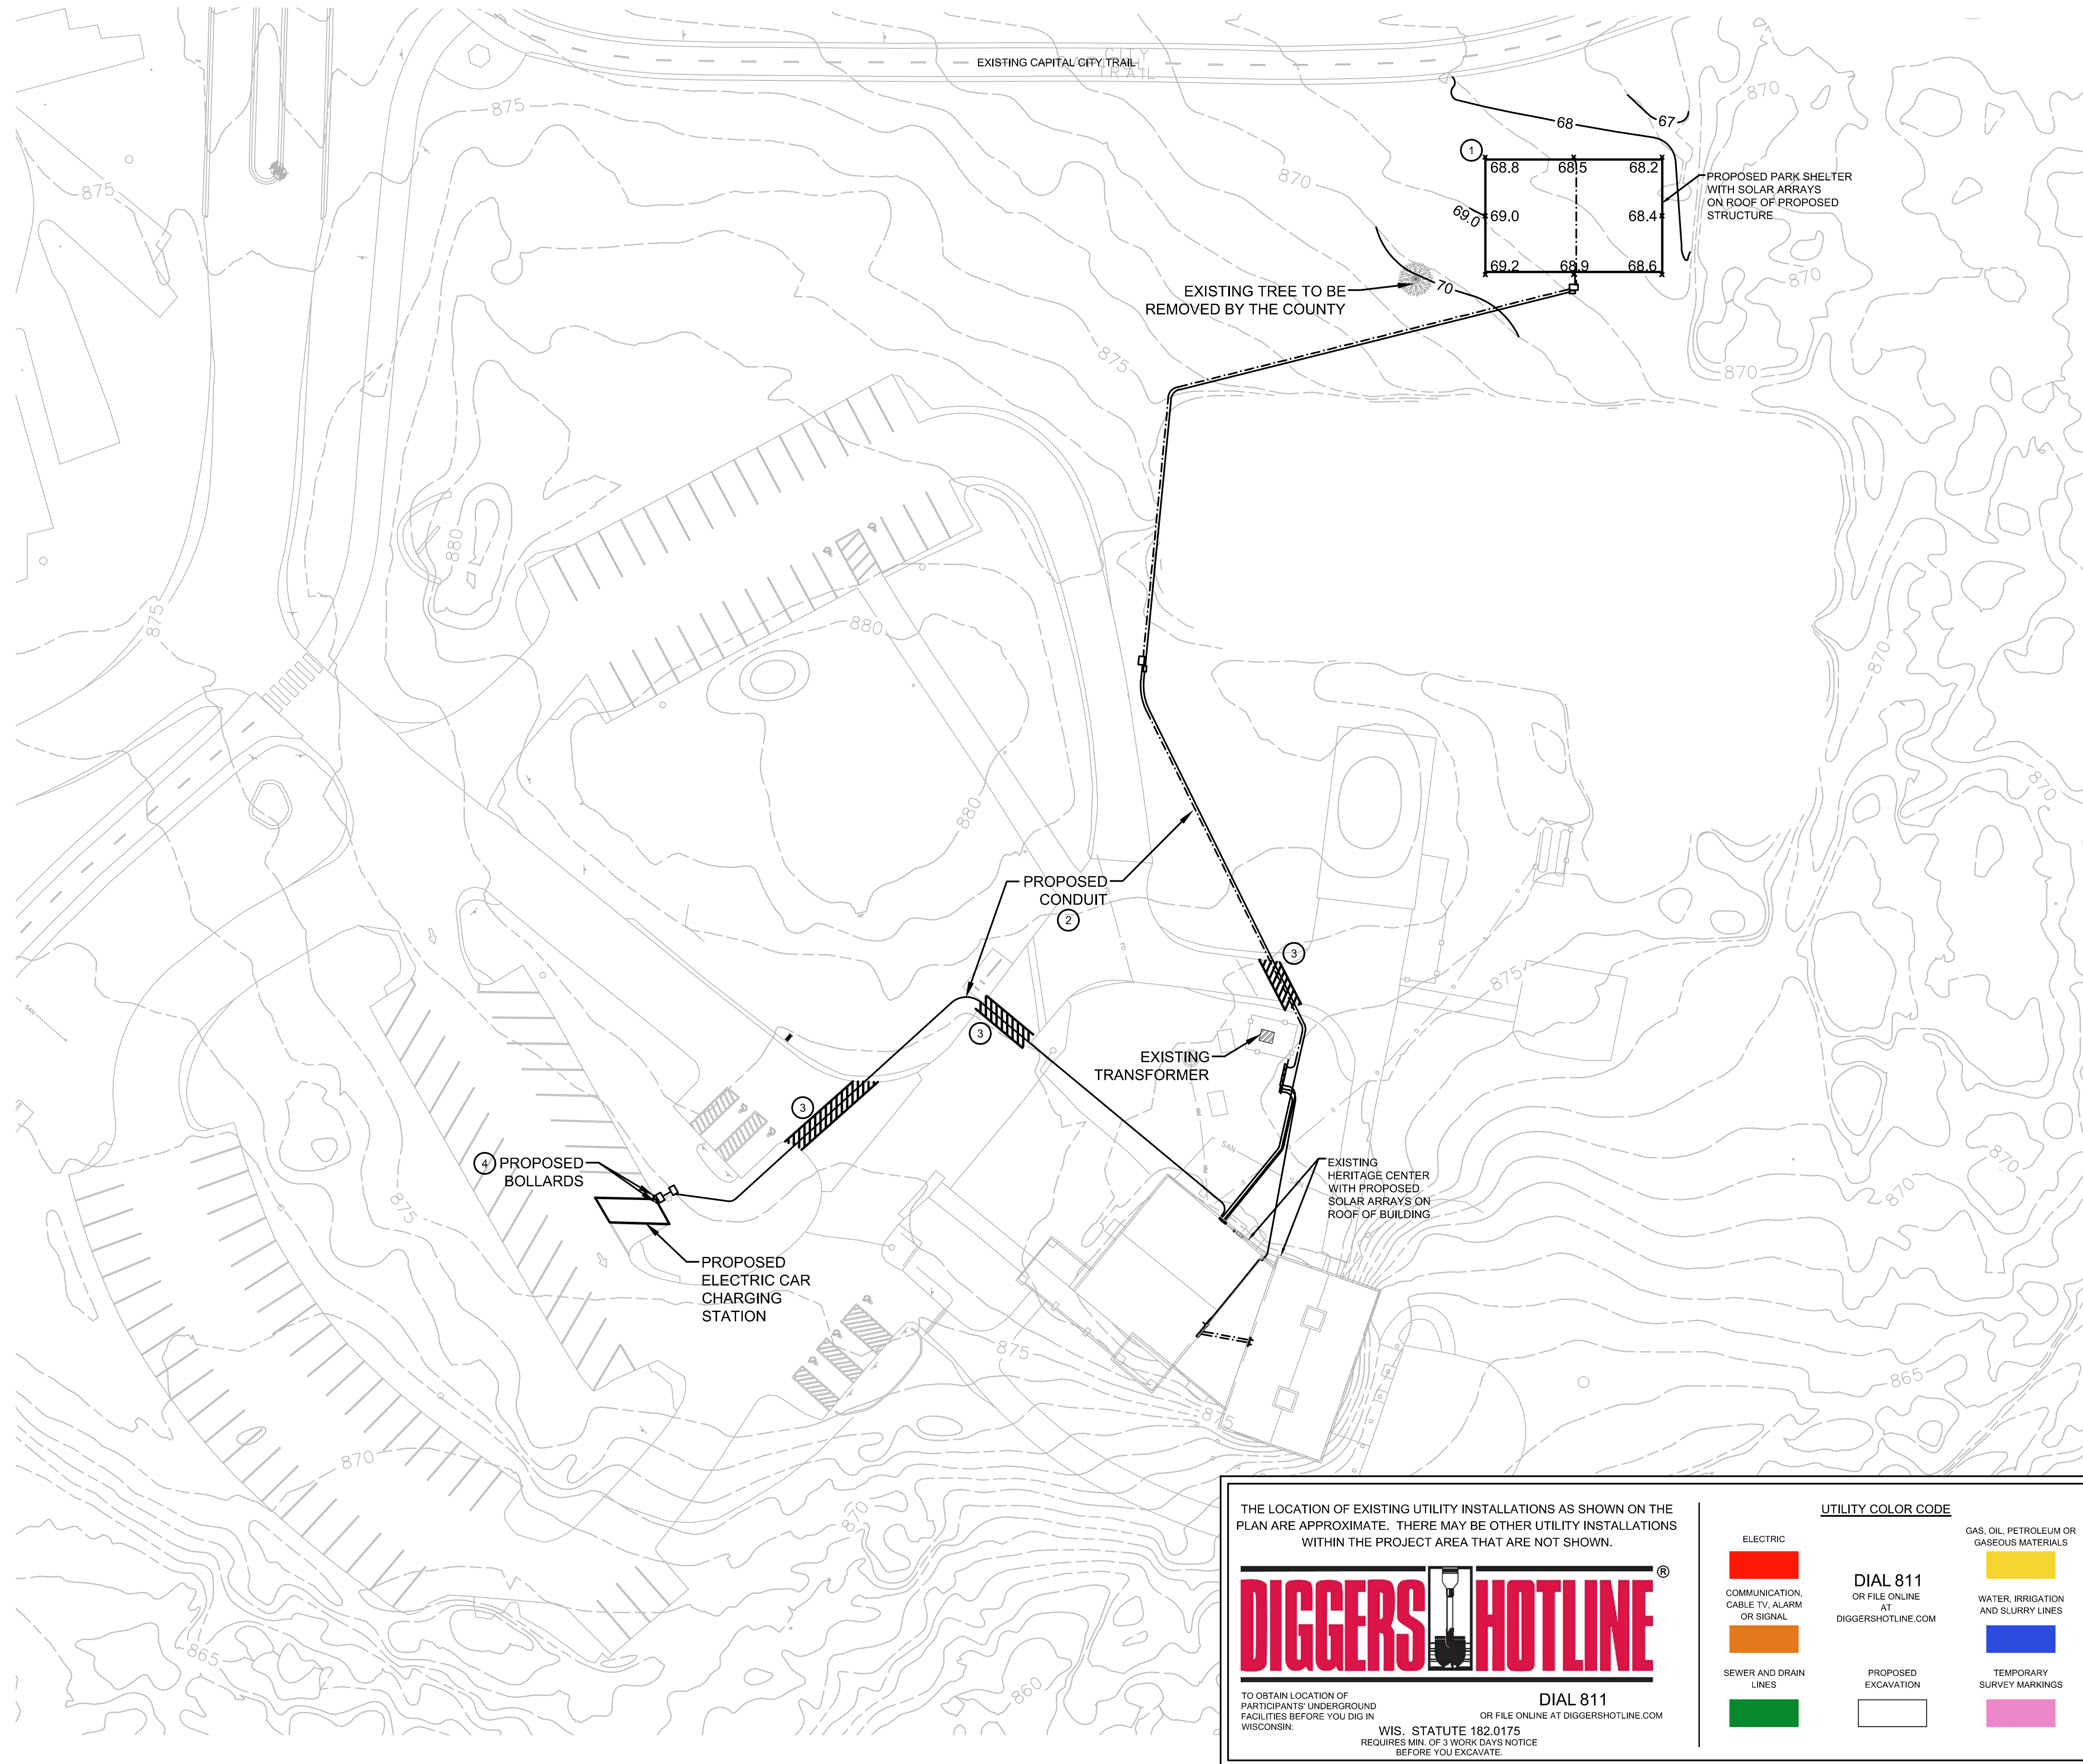 CITY
TRAIL
EXISTING CAPITAL CITY TRAIL
875
875
870
870
68
67
1
68.8 68.5 68.2
69.0
69.0 68.4
69.2 68.9 68.6
PROPOSED PARK SHELTER
WITH SOLAR ARRAYS
ON ROOF OF PROPOSED
STRUCTURE
EXISTING TREE TO BE
REMOVED BY THE COUNTY
70
870
870
875
880
875
880
870
880
870
PROPOSED
CONDUIT
2
FO
3
875
SAN
3
EXISTING
TRANSFORMER
3
4 PROPOSED
BOLLARDS
SAN
SAN
EXISTING
HERITAGE CENTER
WITH PROPOSED
SOLAR ARRAYS ON
ROOF OF BUILDING
870
870
875
PROPOSED
ELECTRIC CAR
CHARGING
STATION
875
865
875
870
870
865
860
THE LOCATION OF EXISTING UTILITY INSTALLATIONS AS SHOWN ON THE
PLAN ARE APPROXIMATE. THERE MAY BE OTHER UTILITY INSTALLATIONS
WITHIN THE PROJECT AREA THAT ARE NOT SHOWN.
DIGGERS HOTLINE ®
TO OBTAIN LOCATION OF
PARTICIPANTS' UNDERGROUND
FACILITIES BEFORE YOU DIG IN
WISCONSIN:
DIAL 811
OR FILE ONLINE AT DIGGERSHOTLINE.COM
WIS. STATUTE 182.0175
REQUIRES MIN. OF 3 WORK DAYS NOTICE
BEFORE YOU EXCAVATE.
UTILITY COLOR CODE
ELECTRIC
GAS, OIL, PETROLEUM OR
GASEOUS MATERIALS
COMMUNICATION,
CABLE TV, ALARM
OR SIGNAL
DIAL 811
OR FILE ONLINE
AT
DIGGERSHOTLINE.COM
WATER, IRRIGATION
AND SLURRY LINES
SEWER AND DRAIN
LINES
PROPOSED
EXCAVATION
TEMPORARY
SURVEY MARKINGS